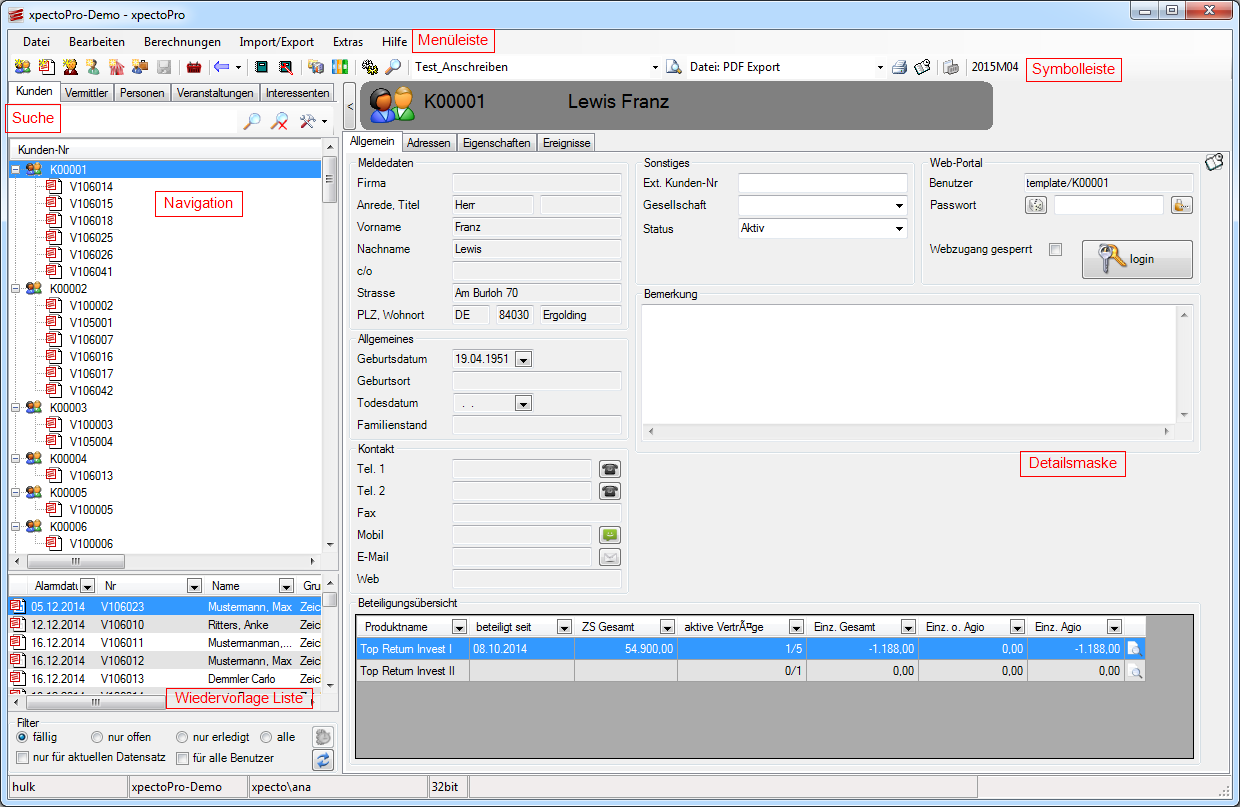 xpectoPro-Demo - xpectoPro
Datei Bearbeiten Berechnungen Import/Export Extras Hilfe Menüleiste
Test_Anschreiben Datei: PDF Export 2015M04 Symbolleiste
Kunden Vermittler Personen Veranstaltungen Interessenten
Suche
< K00001 Lewis Franz
Kunden-Nr
K00001
V106014
V106015
V106018
V106025
V106026
V106041
K00002
V100002
V105001
V106007
V106016
V106017
V106042
K00003
V100003
V105004
K00004
V106013
K00005
V100005
K00006
V100006
Navigation
Alarmdatu Nr Name Gru
05.12.2014 V106023 Mustermann, Max Zeicl
12.12.2014 V106010 Ritters, Anke Zeicl
16.12.2014 V106011 Mustermanman,... Zeicl
16.12.2014 V106012 Mustermann, Max Zeicl
16.12.2014 V106013 Demmler Carlo Zeicl
Wiedervorlage Liste
Filter
fällig nur offen nur erledigt alle
nur für aktuellen Datensatz für alle Benutzer
Allgemein Adressen Eigenschaften Ereignisse
Meldedaten
Firma
Anrede, Titel Herr
Vorname Franz
Nachname Lewis
c/o
Strasse Am Burloh 70
PLZ, Wohnort DE 84030 Ergolding
Allgemeines
Geburtsdatum 19.04.1951
Geburtsort
Todesdatum . .
Familienstand
Kontakt
Tel. 1
Tel. 2
Fax
Mobil
E-Mail
Web
Sonstiges
Ext. Kunden-Nr
Gesellschaft
Status Aktiv
Web-Portal
Benutzer template/K00001
Passwort
Webzugang gesperrt login
Bemerkung
Detailsmaske
Beteiligungsübersicht
Produktname beteiligt seit ZS Gesamt aktive VertrÃ¤ge Einz. Gesamt Einz. o. Agio Einz. Agio
Top Return Invest I 08.10.2014 54.900,00 1/5 -1.188,00 0,00 -1.188,00
Top Return Invest II 0/1 0,00 0,00 0,00
hulk xpectoPro-Demo xpecto\ana 32bit